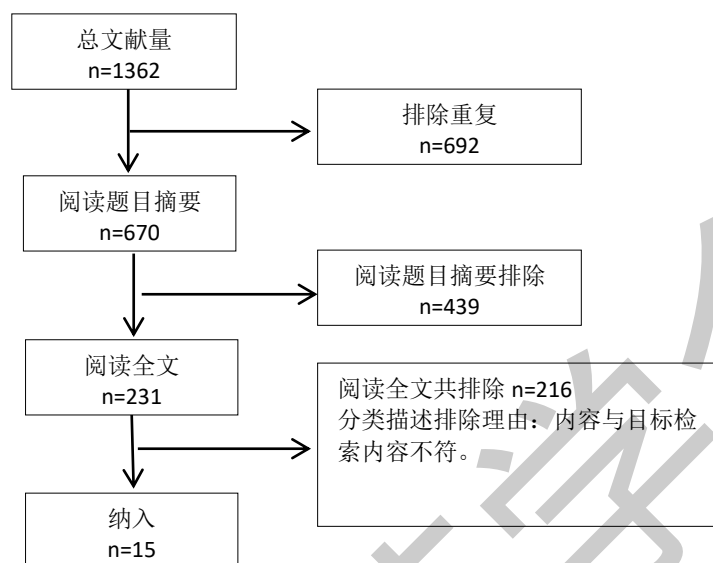 总文献量
n=1362
排除重复
n=692
阅读题目摘要
n=670
阅读题目摘要排除
n=439
阅读全文
n=231
阅读全文共排除 n=216
分类描述排除理由：内容与目标检
索内容不符。
纳入
n=15